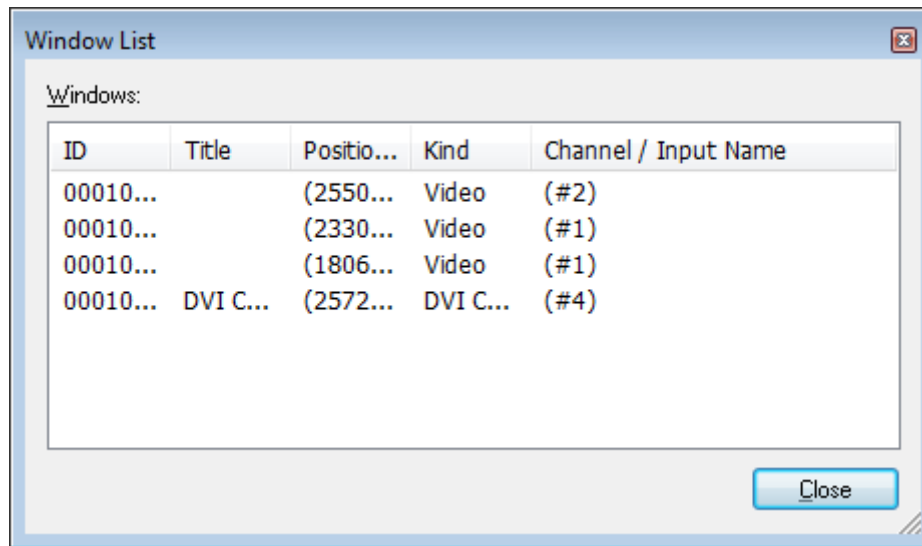 Window List
Windows:
ID Title Positio... Kind Channel / Input Name
00010... (2550... Video (#2)
00010... (2330... Video (#1)
00010... (1806... Video (#1)
00010... DVI C... (2572... DVI C... (#4)
Close